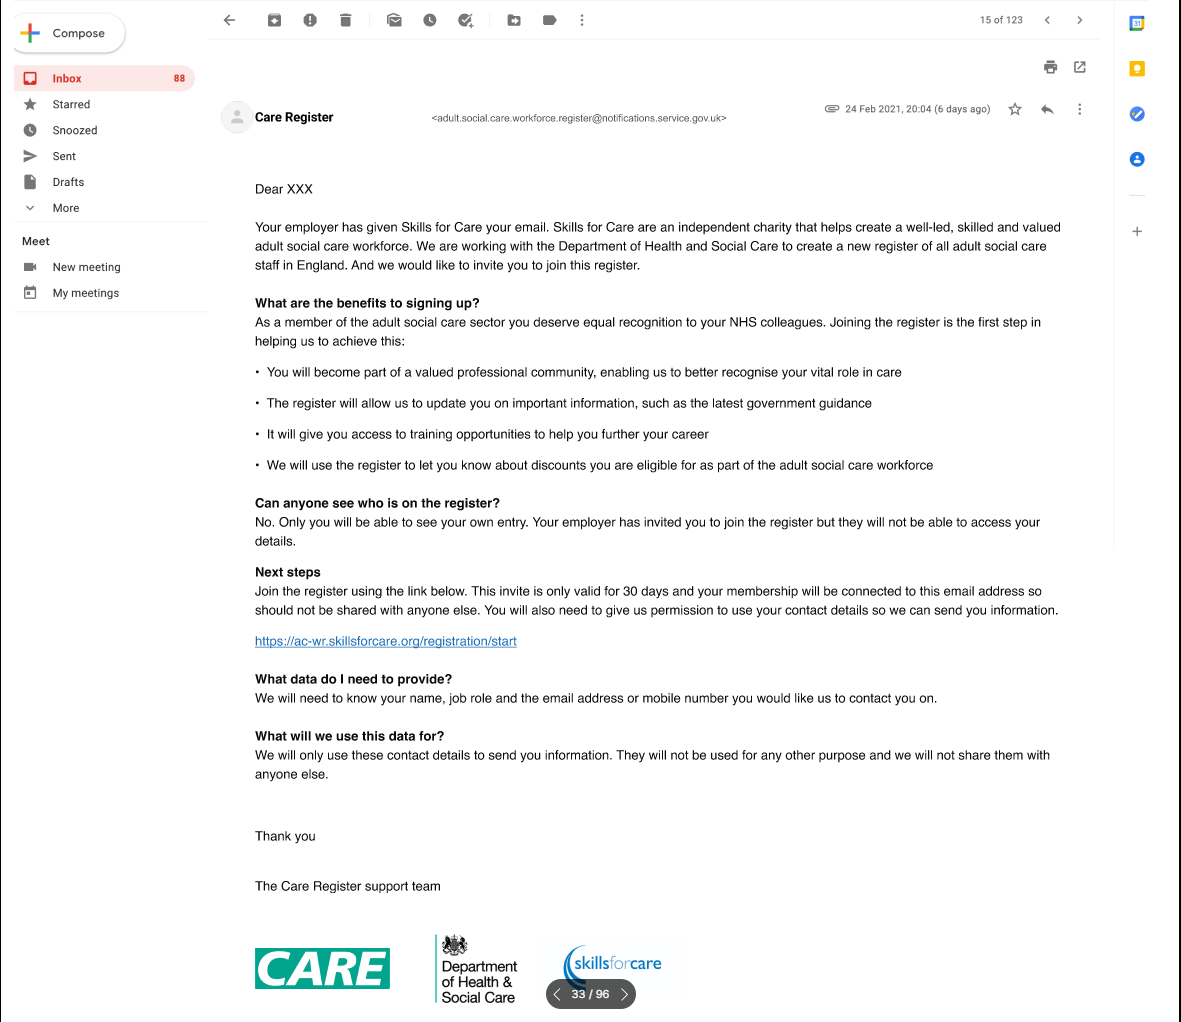 Compose
15 of 123
31
Inbox 88
Starred
Snoozed
Sent
Drafts
More
Meet
New meeting
My meetings
Care Register <adult.social.care.workforce.register@notifications.service.gov.uk> 24 Feb 2021, 20:04 (6 days ago)
Dear XXX
Your employer has given Skills for Care your email. Skills for Care are an independent charity that helps create a well-led, skilled and valued
adult social care workforce. We are working with the Department of Health and Social Care to create a new register of all adult social care
staff in England. And we would like to invite you to join this register.
What are the benefits to signing up?
As a member of the adult social care sector you deserve equal recognition to your NHS colleagues. Joining the register is the first step in
helping us to achieve this:
• You will become part of a valued professional community, enabling us to better recognise your vital role in care
• The register will allow us to update you on important information, such as the latest government guidance
• It will give you access to training opportunities to help you further your career
• We will use the register to let you know about discounts you are eligible for as part of the adult social care workforce
Can anyone see who is on the register?
No. Only you will be able to see your own entry. Your employer has invited you to join the register but they will not be able to access your
details.
Next steps
Join the register using the link below. This invite is only valid for 30 days and your membership will be connected to this email address so
should not be shared with anyone else. You will also need to give us permission to use your contact details so we can send you information.
https://ac-wr.skillsforcare.org/registration/start
What data do I need to provide?
We will need to know your name, job role and the email address or mobile number you would like us to contact you on.
What will we use this data for?
We will only use these contact details to send you information. They will not be used for any other purpose and we will not share them with
anyone else.
Thank you
The Care Register support team
CARE
Department
of Health &
Social Care
skillsforcare
33 / 96